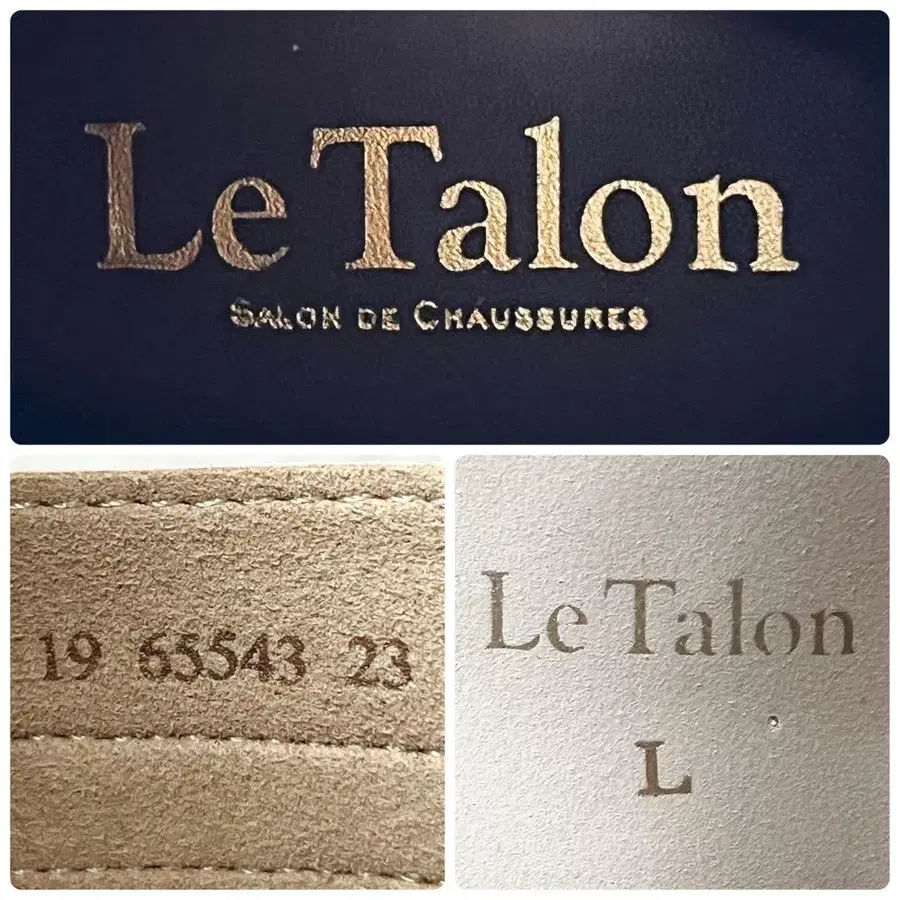 Le Talon
SALON DE CHAUSSURES
19 65543 23
Le Talon
L